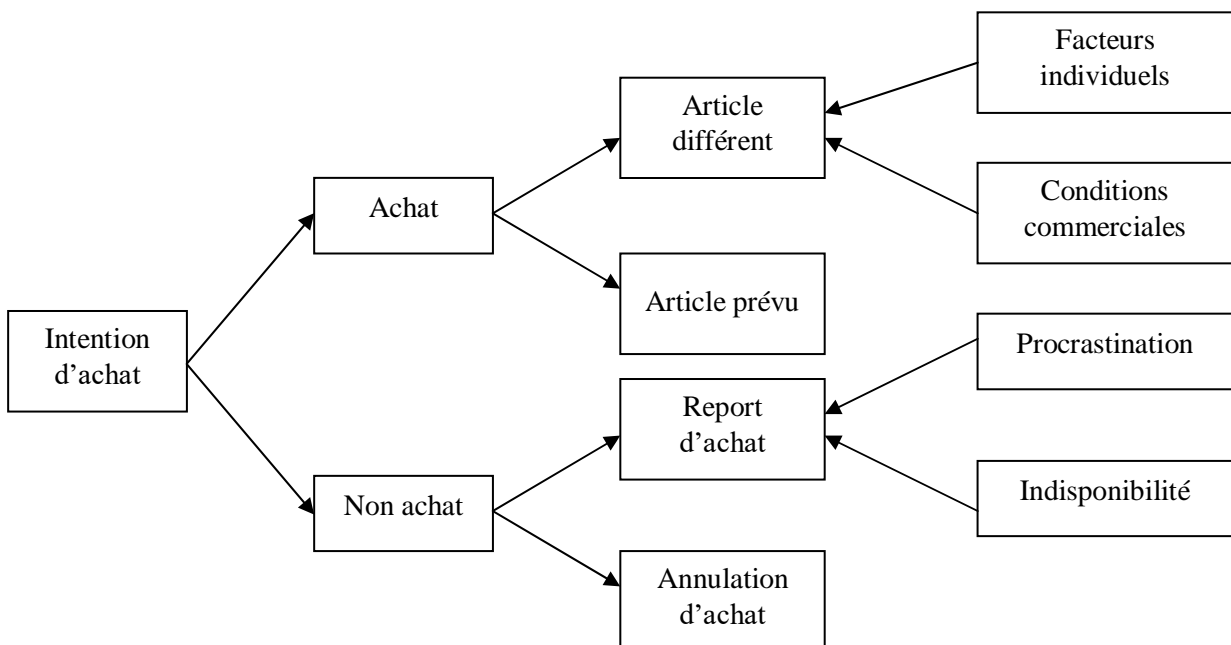 Facteurs
individuels
Article
différent
Conditions
commerciales
Achat
Article prévu
Intention
d’achat
Procrastination
Report
d’achat
Non achat
Indisponibilité
Annulation
d’achat